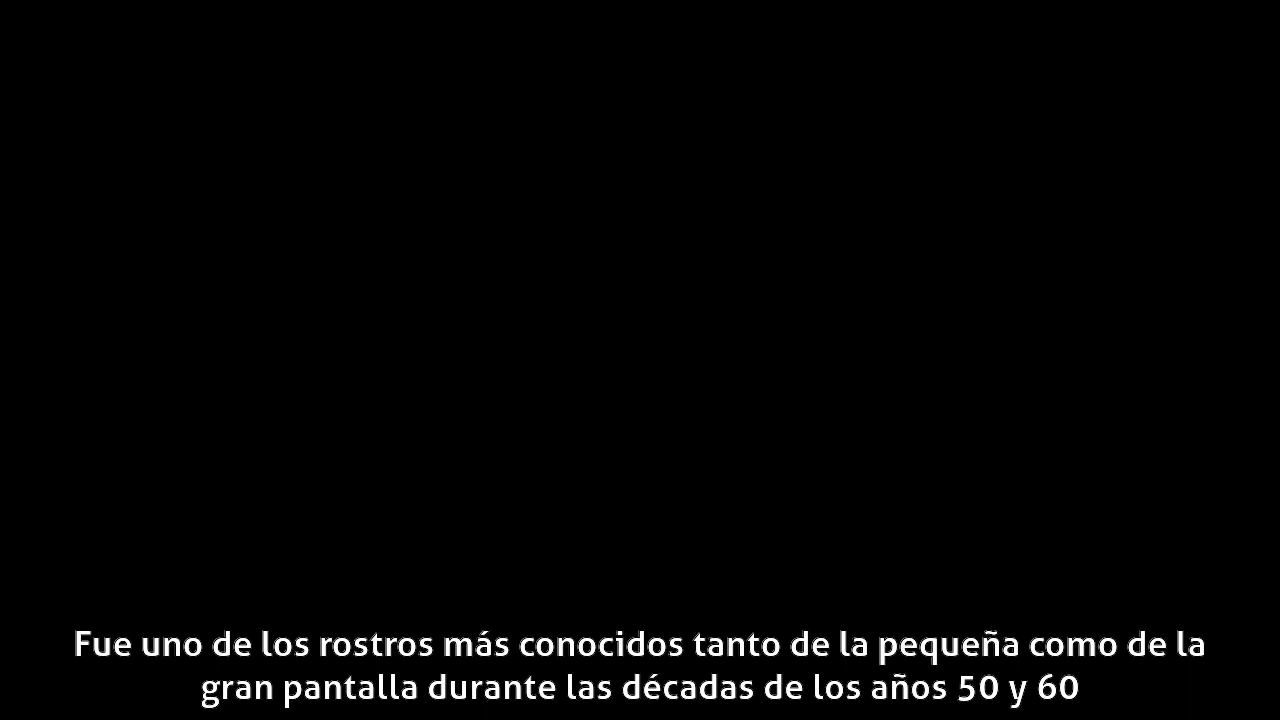 Fue uno de los rostros más conocidos tanto de la pequeña como de la
gran pantalla durante las décadas de los años 50 y 60